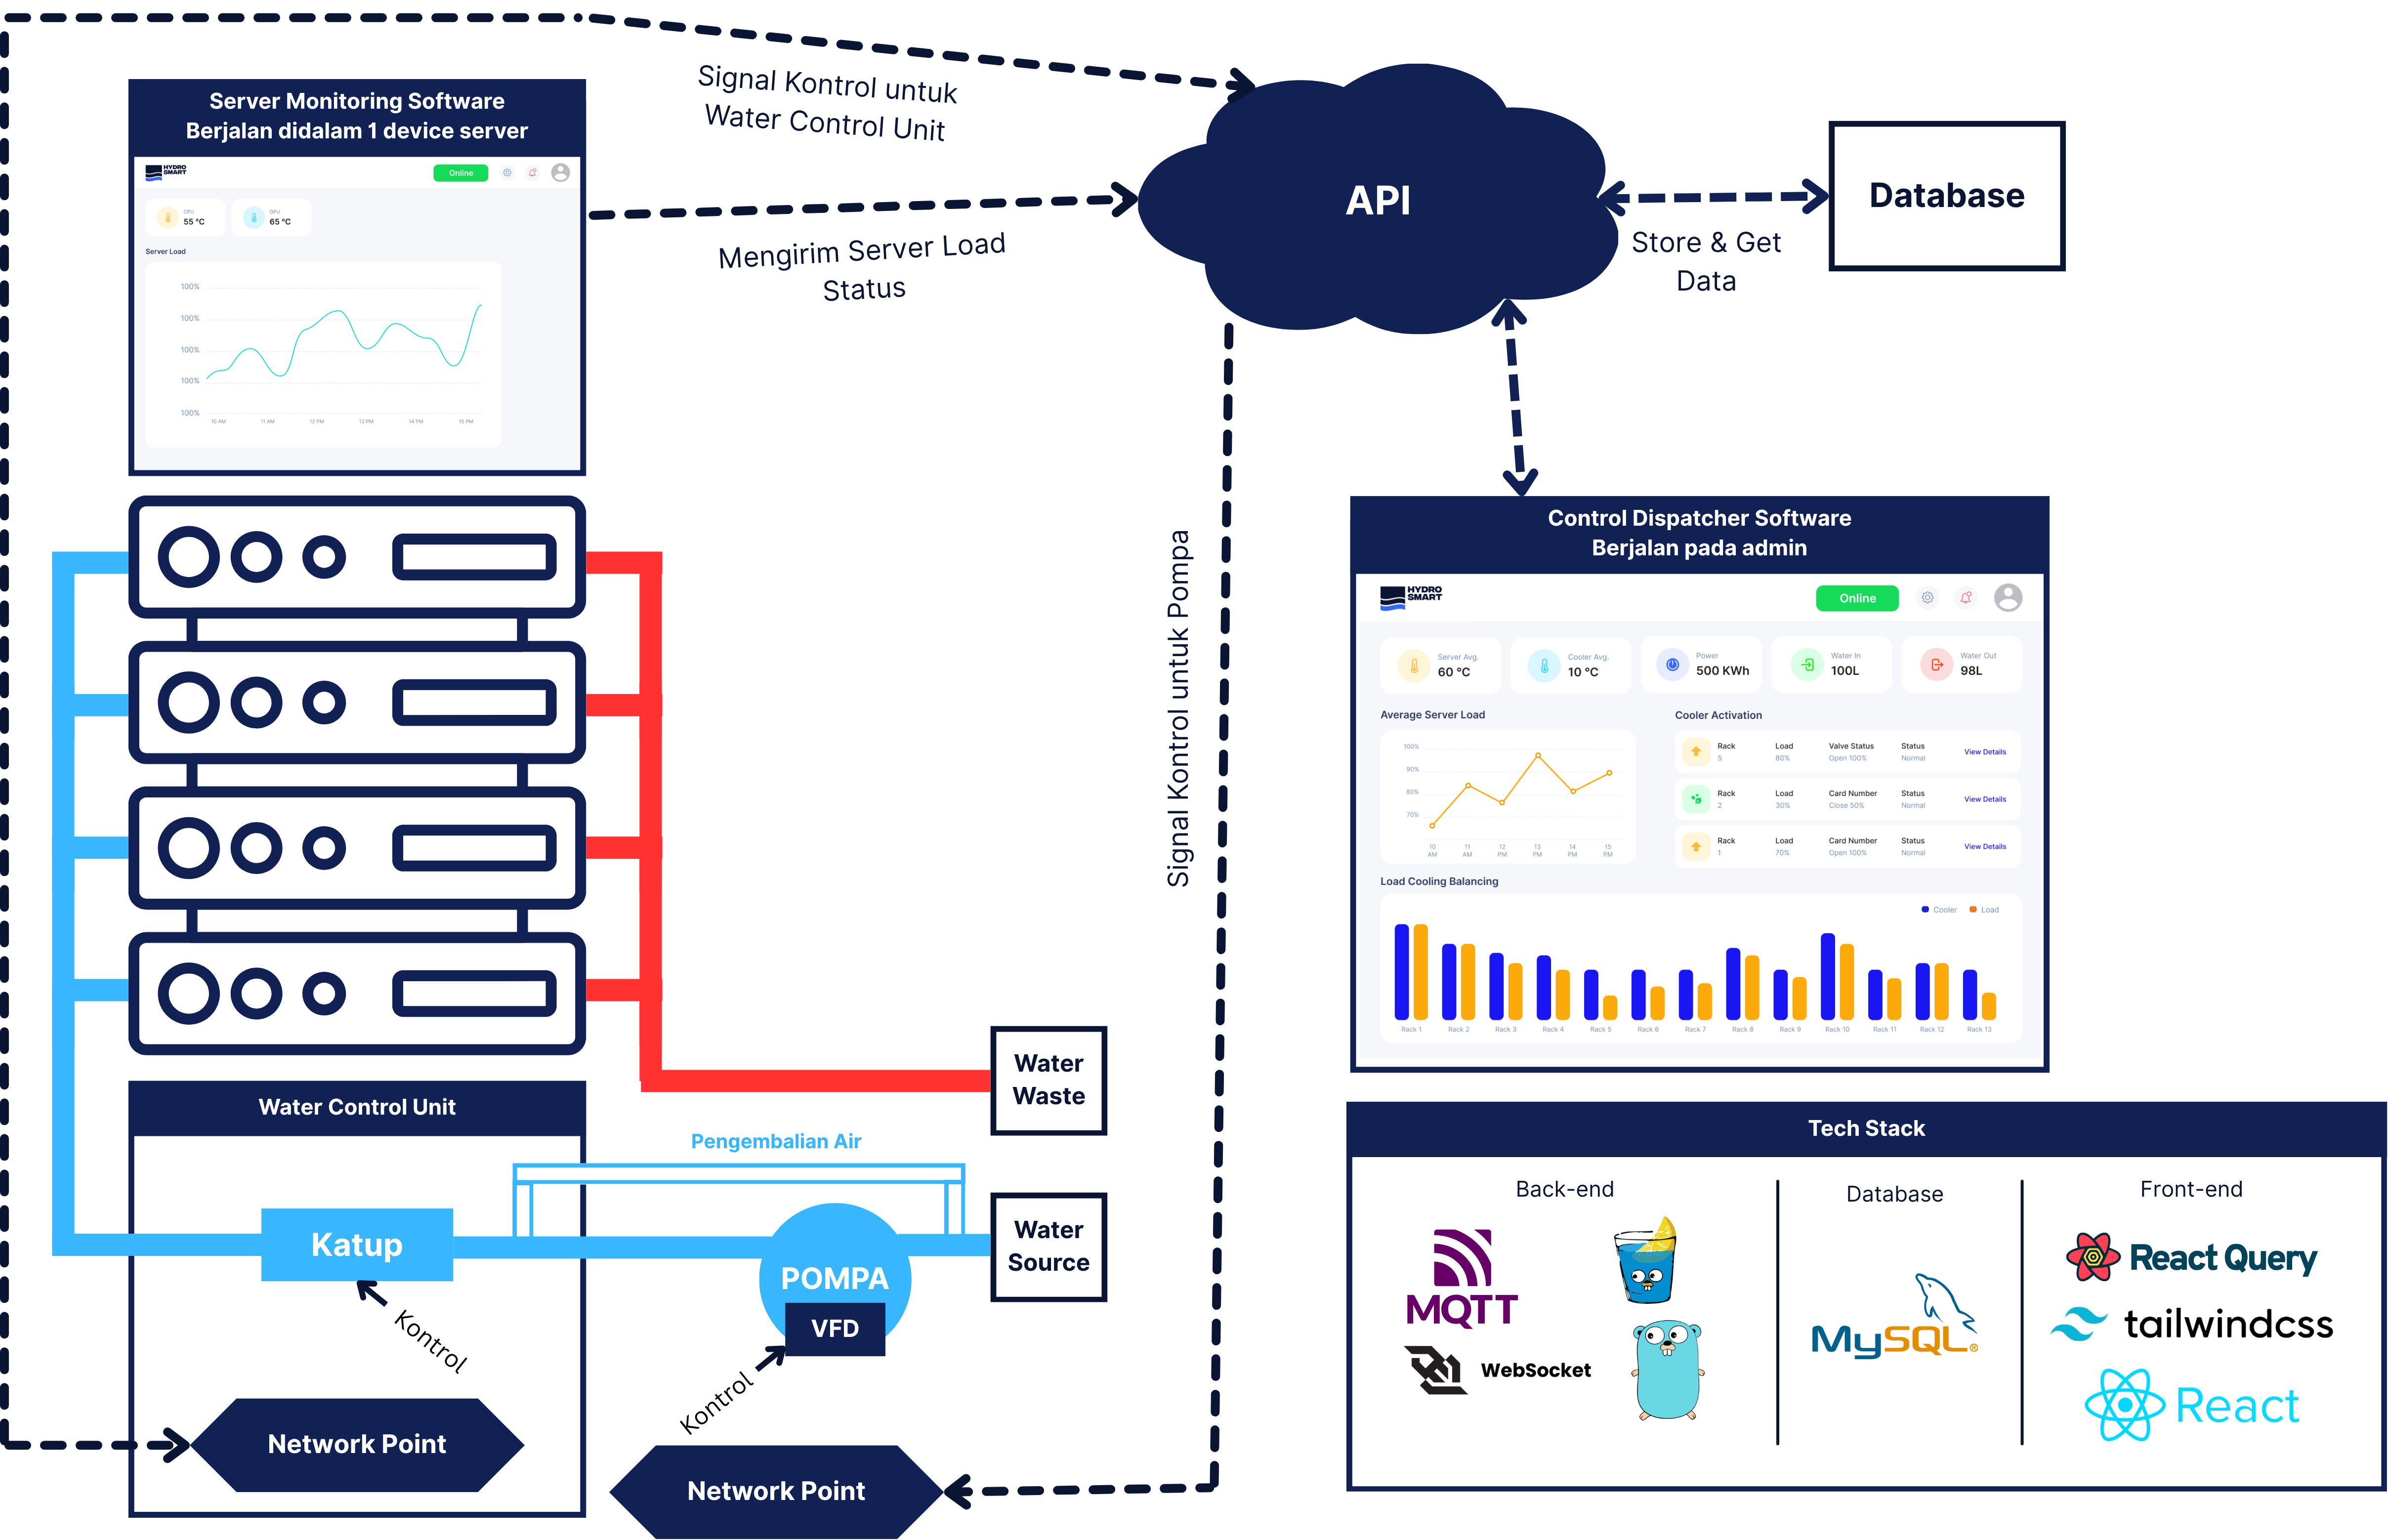 Signal Kontrol untuk
Water Control Unit
Server Monitoring Software
Berjalan didalam 1 device server
HYDRO
SMART
Online
CPU
55 °C
GPU
65 °C
Server Load
100%
100%
100%
100%
100%
10 AM
11 AM
12 PM
13 PM
14 PM
15 PM
Mengirim Server Load
Status
API
Store & Get
Data
Database
Signal Kontrol untuk Pompa
Control Dispatcher Software
Berjalan pada admin
HYDRO
SMART
Online
Server Avg.
60 °C
Cooler Avg.
10 °C
Power
500 KWh
Water In
100L
Water Out
98L
Average Server Load
100%
90%
80%
70%
10
AM
11
AM
12
PM
13
PM
14
PM
15
PM
Cooler Activation
Rack Load Valve Status Status
5 80% Open 100% Normal
View Details
Rack Load Card Number Status
2 30% Close 50% Normal
View Details
Rack Load Card Number Status
1 70% Open 100% Normal
View Details
Load Cooling Balancing
Cooler Load
Rack 1
Rack 2
Rack 3
Rack 4
Rack 5
Rack 6
Rack 7
Rack 8
Rack 9
Rack 10
Rack 11
Rack 12
Rack 13
Water
Waste
Water Control Unit
Pengembalian Air
Katup
POMPA
VFD
Water
Source
Kontrol
Kontrol
Network Point
Network Point
Tech Stack
Back-end
MQTT
WebSocket
Database
MySQL®
Front-end
React Query
tailwindcss
React